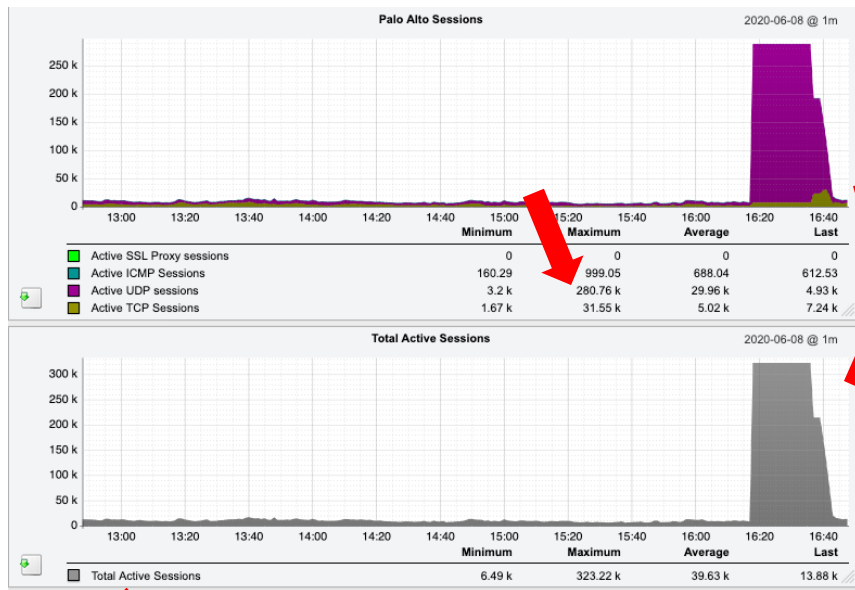 Palo Alto Sessions 2020-06-08 @ 1m
250 k
200 k
150 k
100 k
50 k
0
13:00 13:20 13:40 14:00 14:20 14:40 15:00 15:20 15:40 16:00 16:20 16:40
Minimum Maximum Average Last
Active SSL Proxy sessions 0 0 0 0
Active ICMP Sessions 160.29 999.05 688.04 612.53
Active UDP sessions 3.2 k 280.76 k 29.96 k 4.93 k
Active TCP Sessions 1.67 k 31.55 k 5.02 k 7.24 k
Total Active Sessions 2020-06-08 @ 1m
300 k
250 k
200 k
150 k
100 k
50 k
0
13:00 13:20 13:40 14:00 14:20 14:40 15:00 15:20 15:40 16:00 16:20 16:40
Minimum Maximum Average Last
Total Active Sessions 6.49 k 323.22 k 39.63 k 13.88 k